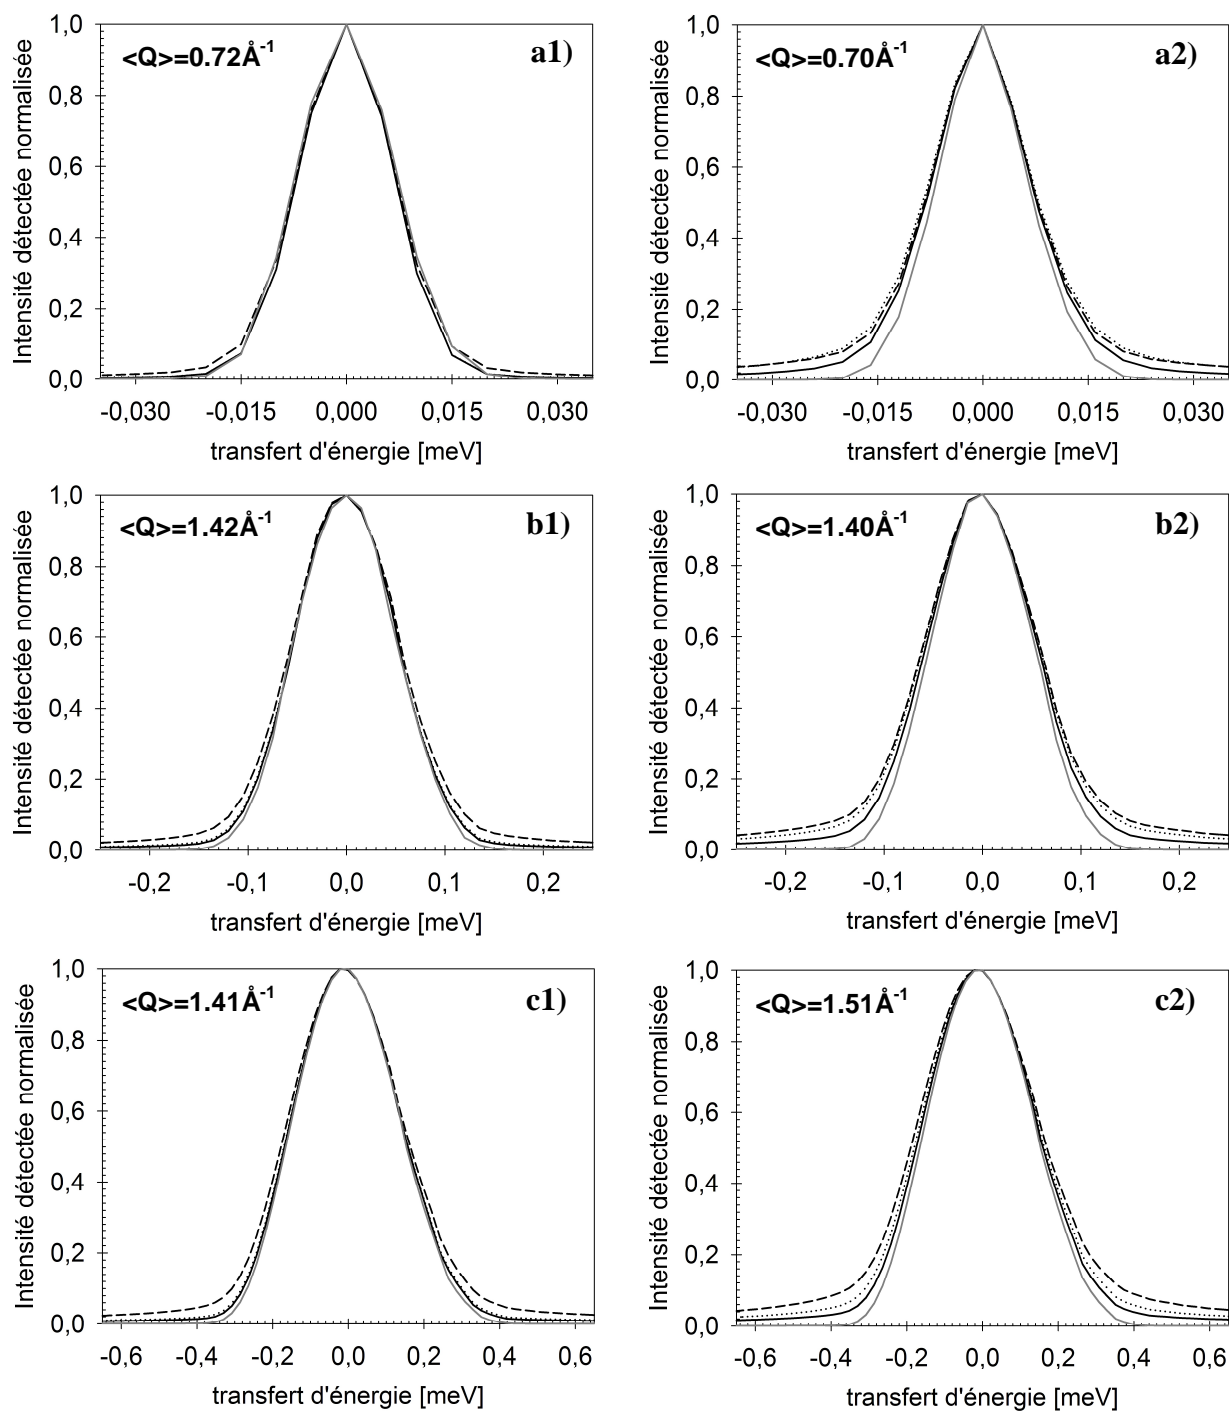 <Q>=0.72Å-1
a1)
Intensité détectée normalisée
1,0
0,8
0,6
0,4
0,2
0,0
-0,030 -0,015 0,000 0,015 0,030
transfert d'énergie [meV]
<Q>=0.70Å-1
a2)
Intensité détectée normalisée
1,0
0,8
0,6
0,4
0,2
0,0
-0,030 -0,015 0,000 0,015 0,030
transfert d'énergie [meV]
<Q>=1.42Å-1
b1)
Intensité détectée normalisée
1,0
0,8
0,6
0,4
0,2
0,0
-0,2 -0,1 0,0 0,1 0,2
transfert d'énergie [meV]
<Q>=1.40Å-1
b2)
Intensité détectée normalisée
1,0
0,8
0,6
0,4
0,2
0,0
-0,2 -0,1 0,0 0,1 0,2
transfert d'énergie [meV]
<Q>=1.41Å-1
c1)
Intensité détectée normalisée
1,0
0,8
0,6
0,4
0,2
0,0
-0,6 -0,4 -0,2 0,0 0,2 0,4 0,6
transfert d'énergie [meV]
<Q>=1.51Å-1
c2)
Intensité détectée normalisée
1,0
0,8
0,6
0,4
0,2
0,0
-0,6 -0,4 -0,2 0,0 0,2 0,4 0,6
transfert d'énergie [meV]